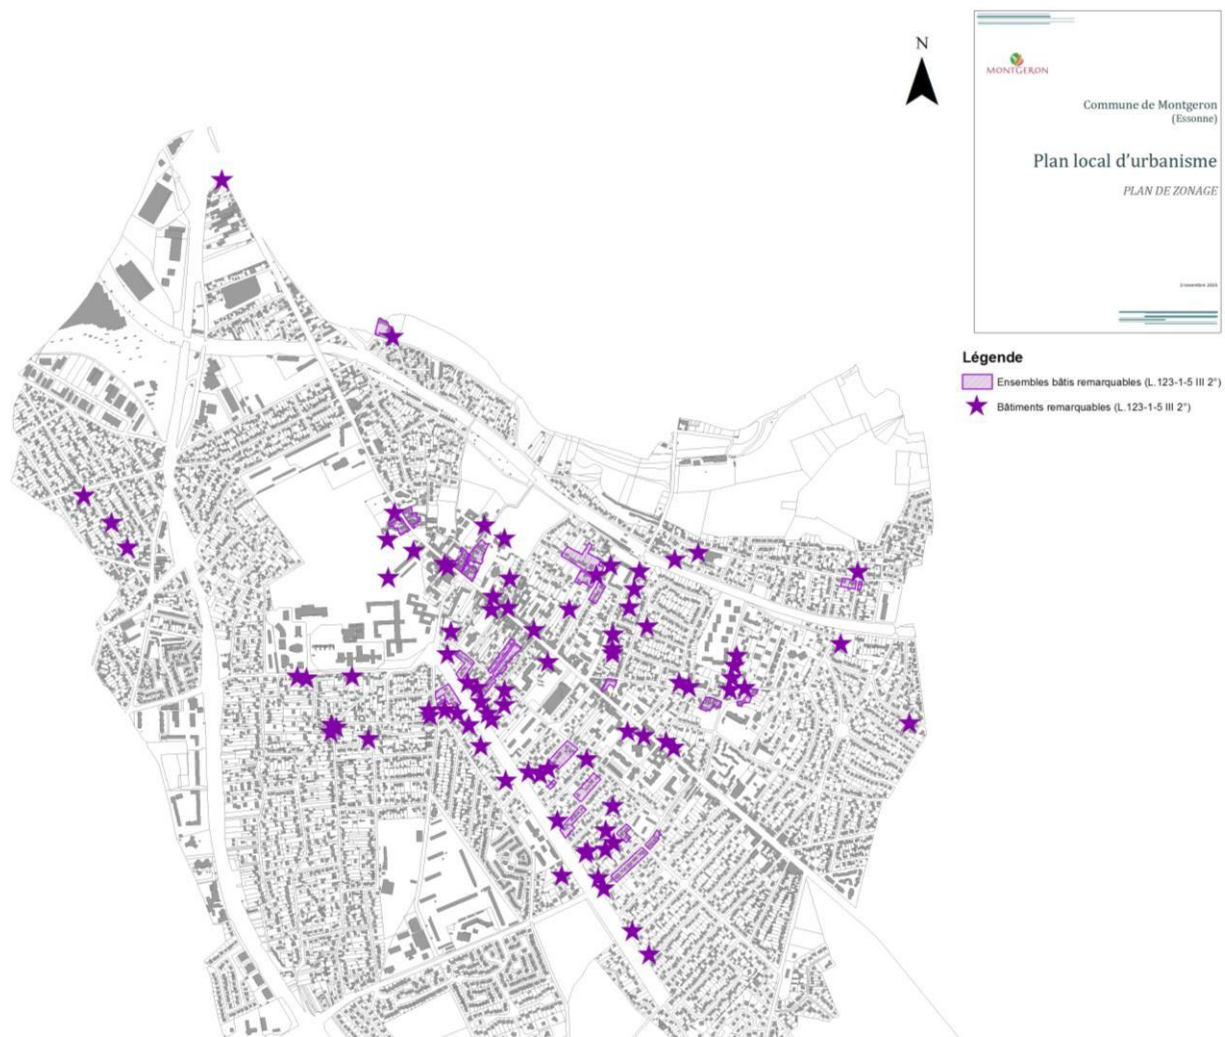 N
MONTGERON
Commune de Montgeron
(Essonne)
Plan local d'urbanisme
PLAN DE ZONAGE
Légende
Ensembles bâtis remarquables (L.123-1-5 III 2°)
Bâtiments remarquables (L.123-1-5 III 2°)